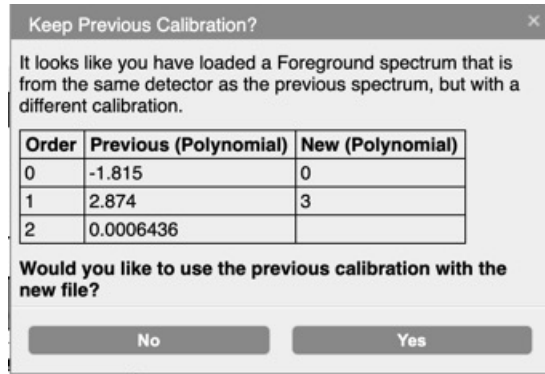 Keep Previous Calibration? ×
It looks like you have loaded a Foreground spectrum that is
from the same detector as the previous spectrum, but with a
different calibration.
Order Previous (Polynomial) New (Polynomial)
0 -1.815 0
1 2.874 3
2 0.0006436
Would you like to use the previous calibration with the
new file?
No Yes